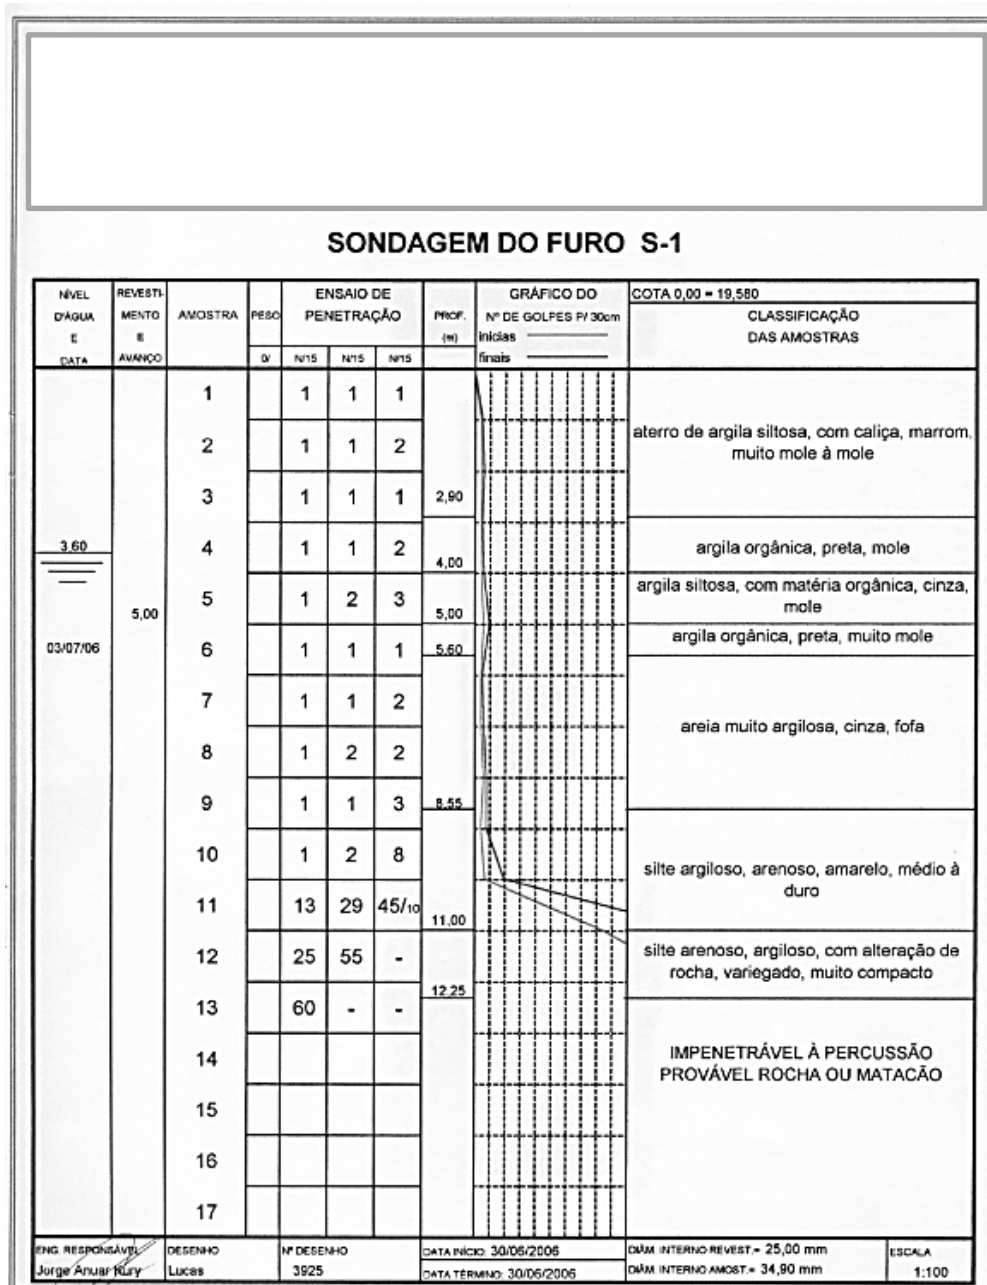 SONDAGEM DO FURO S-1
NÍVEL D'ÁGUA E DATA
REVESTI-MENTO E AVANÇO
AMOSTRA
PESO
ENSAIO DE PENETRAÇÃO
PROF. (m)
GRÁFICO DO
Nº DE GOLPES P/ 30cm
inicias
finais
COTA 0,00 = 19,580
CLASSIFICAÇÃO
DAS AMOSTRAS
0/ N/15 N/15 N/15
1 1 1 1
aterro de argila siltosa, com caliça, marrom,
muito mole à mole
2 1 1 2
3 1 1 1 2,90
3,60
4 1 1 2 4,00
argila orgânica, preta, mole
argila siltosa, com matéria orgânica, cinza,
mole
5,00
5 1 2 3 5,00
03/07/06
6 1 1 1 5,60
argila orgânica, preta, muito mole
7 1 1 2
areia muito argilosa, cinza, fofa
8 1 2 2
9 1 1 3 8,55
10 1 2 8
silte argiloso, arenoso, amarelo, médio à
duro
11 13 29 45/10 11,00
12 25 55 -
silte arenoso, argiloso, com alteração de
rocha, variegado, muito compacto
12,25
13 60 - -
14
IMPENETRÁVEL À PERCUSSÃO
PROVÁVEL ROCHA OU MATACÃO
15
16
17
ENG. RESPONSÁVEL
Jorge Anuar Kury
DESENHO
Lucas
Nº DESENHO
3925
DATA INÍCIO: 30/06/2006
DATA TÉRMINO: 30/06/2006
DIÂM. INTERNO REVEST.= 25,00 mm
DIÂM. INTERNO AMOST.= 34,90 mm
ESCALA
1:100